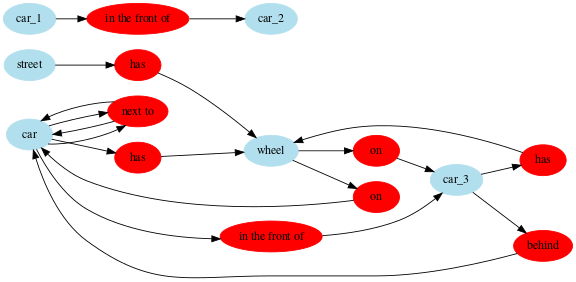 car_1
in the front of
car_2
street
has
next to
car
has
wheel
on
has
car_3
on
in the front of
behind